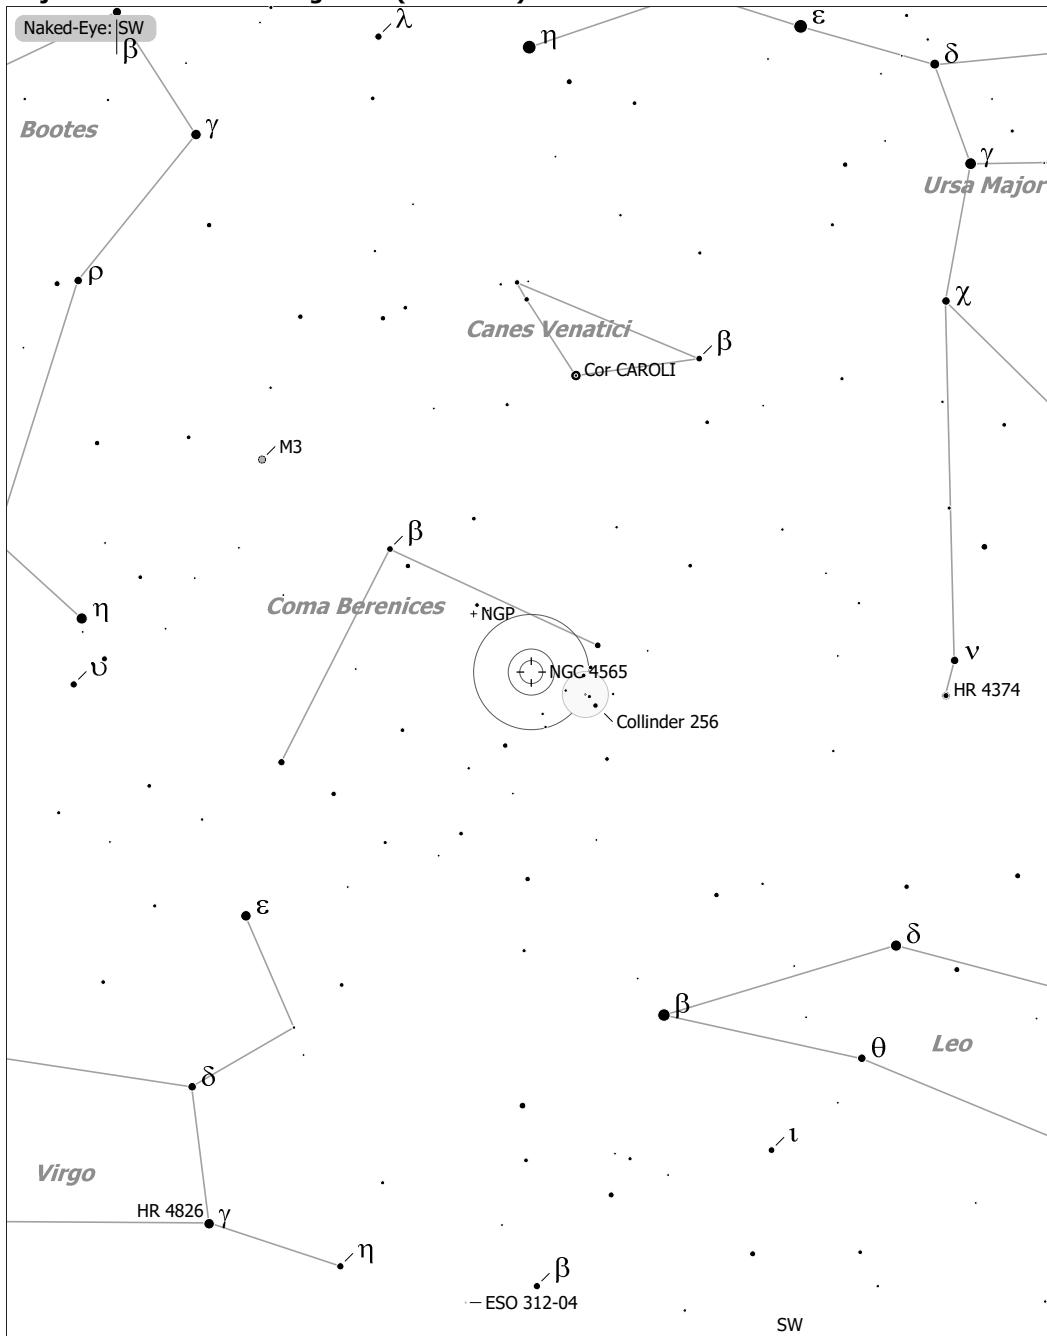 Naked-Eye: SW
β
λ
η
ε
δ
Bootes
γ
γ
Ursa Major
ρ
χ
Canes Venatici
β
Cor CAROLI
M3
β
Coma Berenices
η
NGP
υ
NGC 4565
ν
HR 4374
Collinder 256
ε
δ
β
Leo
θ
δ
ι
Virgo
HR 4826
γ
η
β
ESO 312-04
SW